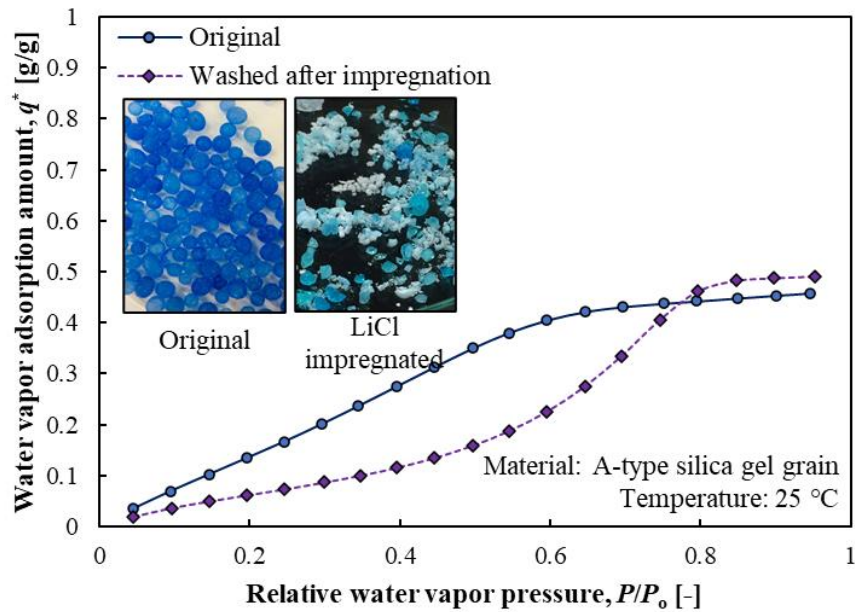 Water vapor adsorption amount, q* [g/g]
1
0.9
0.8
0.7
0.6
0.5
0.4
0.3
0.2
0.1
0
Original
Washed after impregnation
Original
LiCl
impregnated
Material: A-type silica gel grain
Temperature: 25 ℃
0
0.2
0.4
0.6
0.8
1
Relative water vapor pressure, P/Po [-]